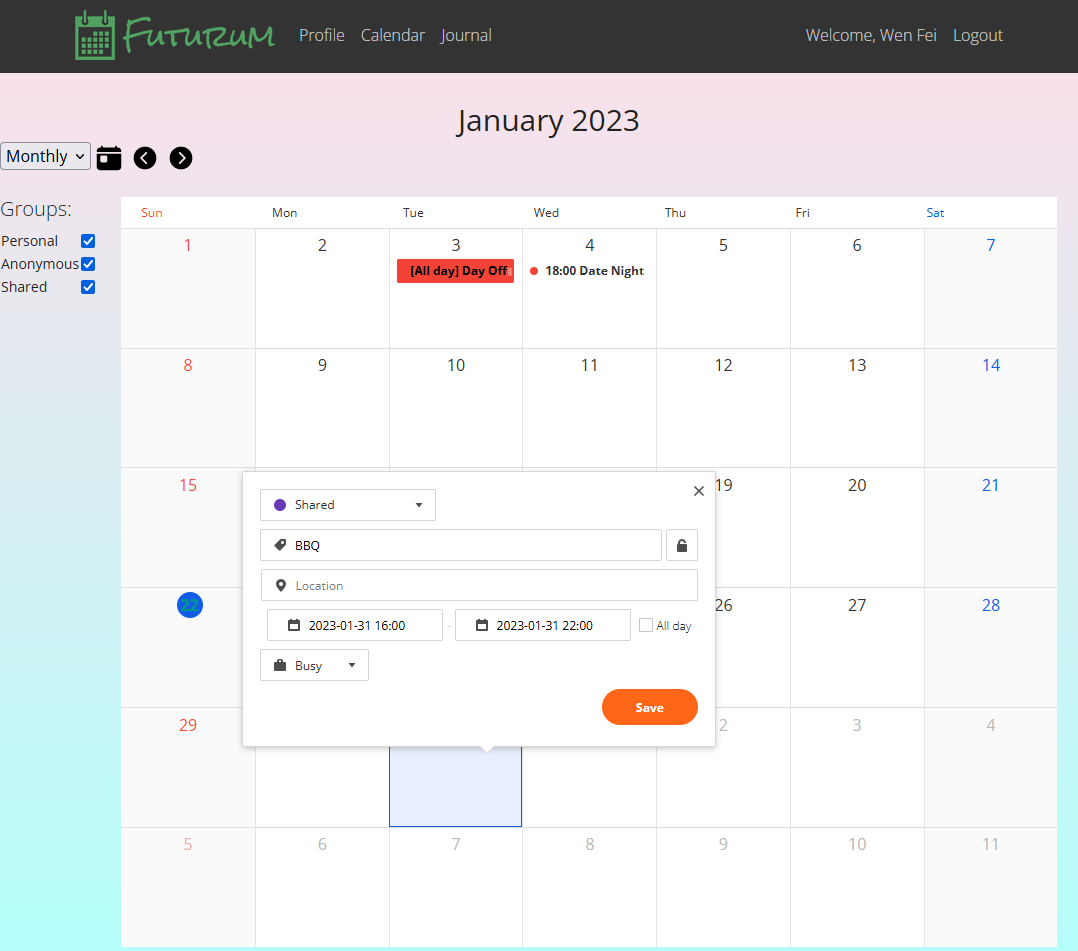 Futurum Profile Calendar Journal Welcome, Wen Fei Logout
January 2023
Monthly
Groups:
Personal
Anonymous
Shared
Sun Mon Tue Wed Thu Fri Sat
1 2 3 4 5 6 7
[All day] Day Off 18:00 Date Night
8 9 10 11 12 13 14
15 19 20 21
Shared
BBQ
Location
2023-01-31 16:00 - 2023-01-31 22:00 All day
Busy
Save
22 26 27 28
29 2 3 4
5 6 7 8 9 10 11